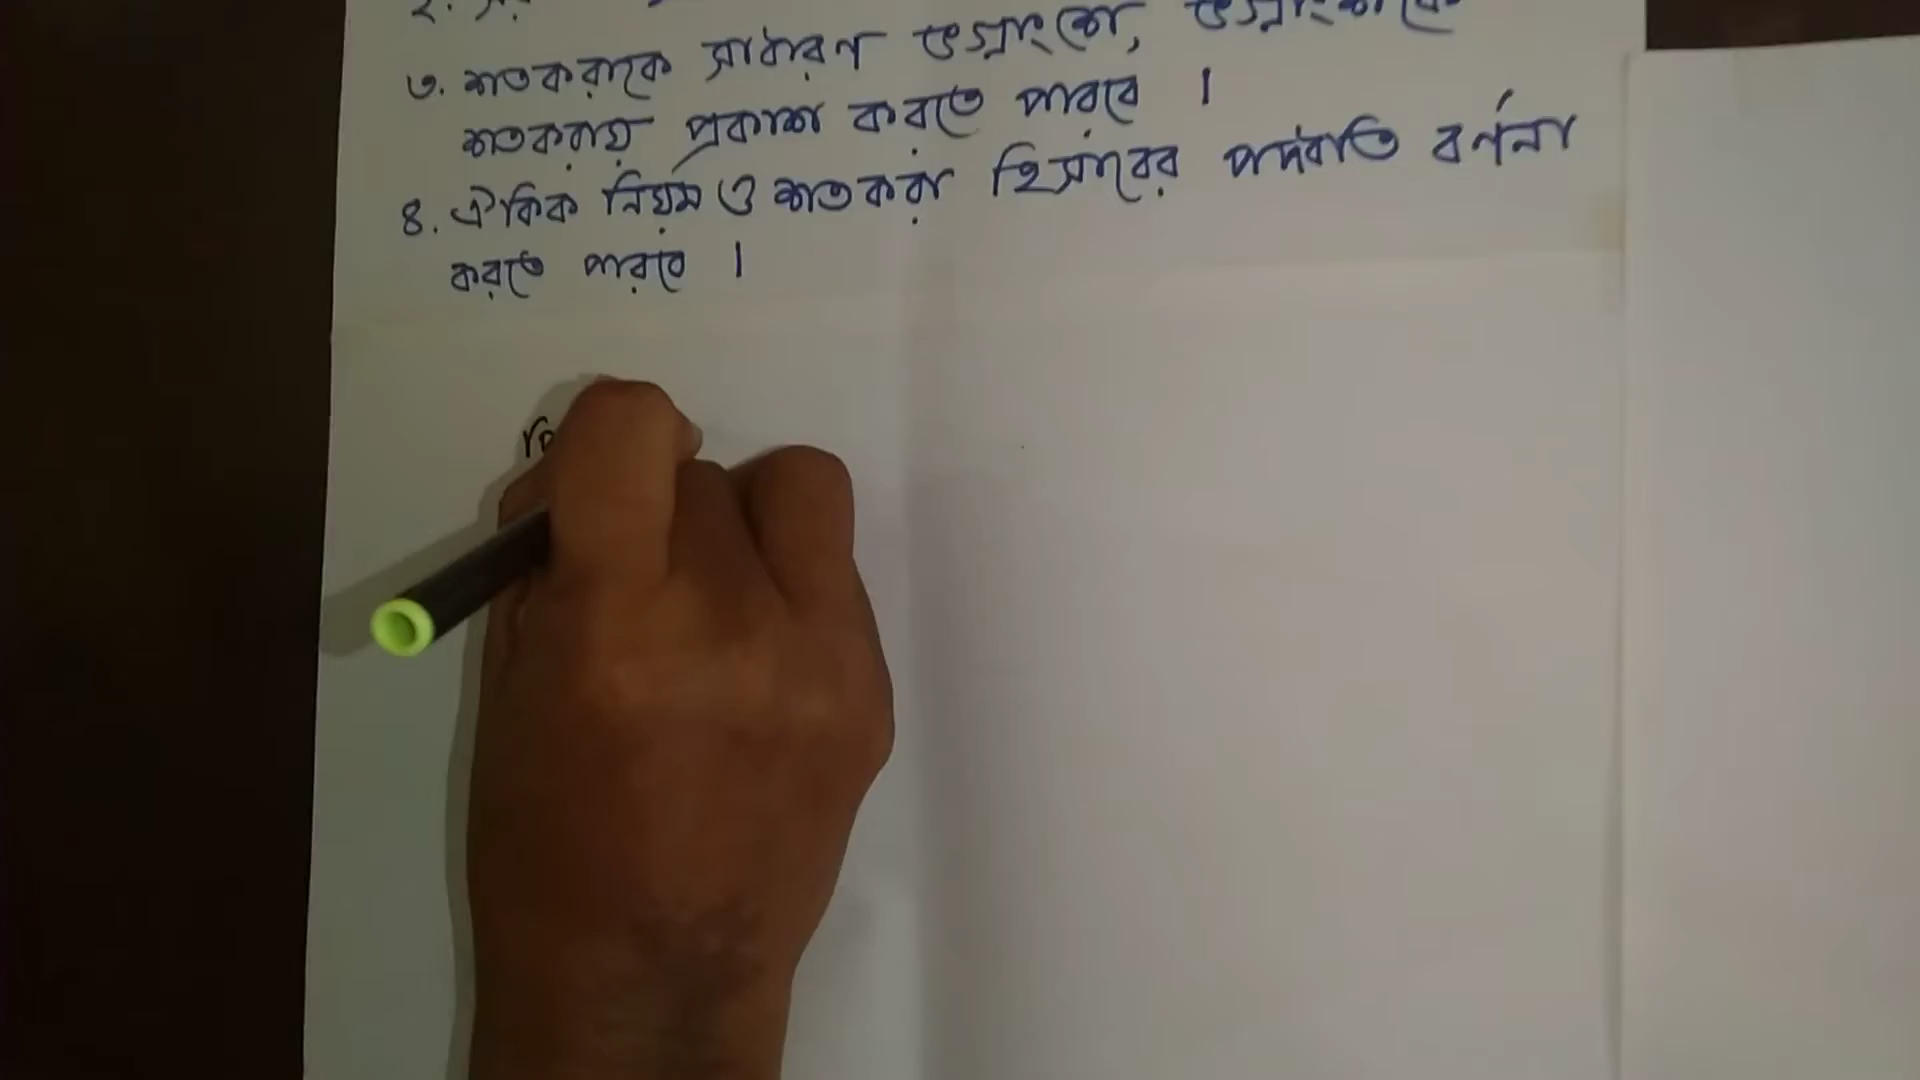 ২.
৩. শতকরাকে সাধারণ ভগ্নাংশে, ভগ্নাংশকে
শতকরায় প্রকাশ করতে পারবে ।
৪. ঐকিক নিয়ম ও শতকরা হিসাবের পদ্ধতি বর্ণনা
করতে পারবে ।